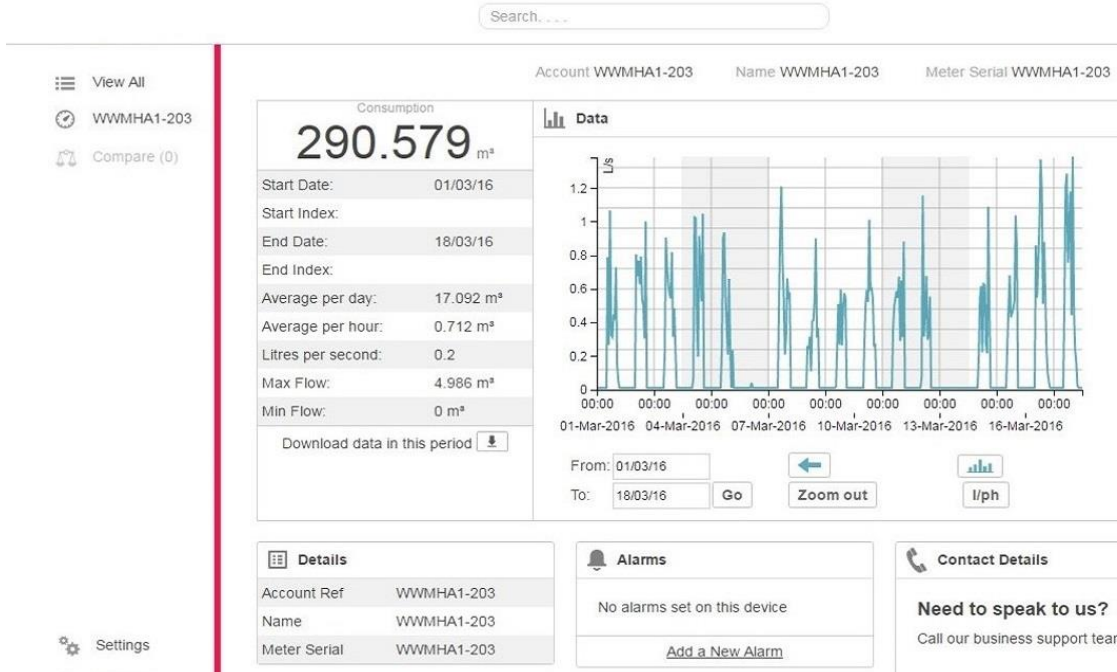 Search. . . .
View All
WWMHA1-203
Compare (0)
Settings
Account WWMHA1-203 Name WWMHA1-203 Meter Serial WWMHA1-203
Consumption
290.579 m³
Start Date: 01/03/16
Start Index:
End Date: 18/03/16
End Index:
Average per day: 17.092 m³
Average per hour: 0.712 m³
Litres per second: 0.2
Max Flow: 4.986 m³
Min Flow: 0 m³
Download data in this period
Data
L/s
1.2
1
0.8
0.6
0.4
0.2
0
00:00 00:00 00:00 00:00 00:00 00:00 00:00 00:00 00:00
01-Mar-2016 04-Mar-2016 07-Mar-2016 10-Mar-2016 13-Mar-2016 16-Mar-2016
From: 01/03/16
To: 18/03/16 Go Zoom out l/ph
Details
Account Ref WWMHA1-203
Name WWMHA1-203
Meter Serial WWMHA1-203
Alarms
No alarms set on this device
Add a New Alarm
Contact Details
Need to speak to us?
Call our business support tear